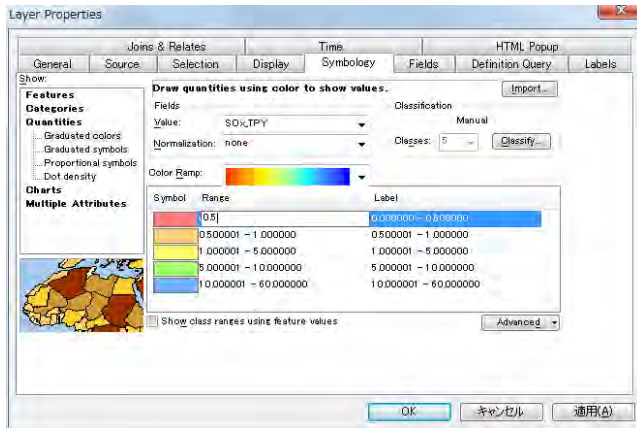 Layer Properties
Joins & Relates Time HTML Popup
General Source Selection Display Symbology Fields Definition Query Labels
Show:
Features
Categories
Quantities
Graduated colors
Graduated symbols
Proportional symbols
Dot density
Charts
Multiple Attributes
Draw quantities using color to show values.
Import...
Fields
Value: SOx_TPY
Normalization: none
Classification
Manual
Classes: 5
Classify...
Color Ramp:
Symbol Range Label
0.5 0.000000 - 0.500000
0.500001 - 1.000000 0.500001 - 1.000000
1.000001 - 5.000000 1.000001 - 5.000000
5.000001 - 10.000000 5.000001 - 10.000000
10.000001 - 60.000000 10.000001 - 60.000000
Show class ranges using feature values
Advanced
OK キャンセル 適用(A)